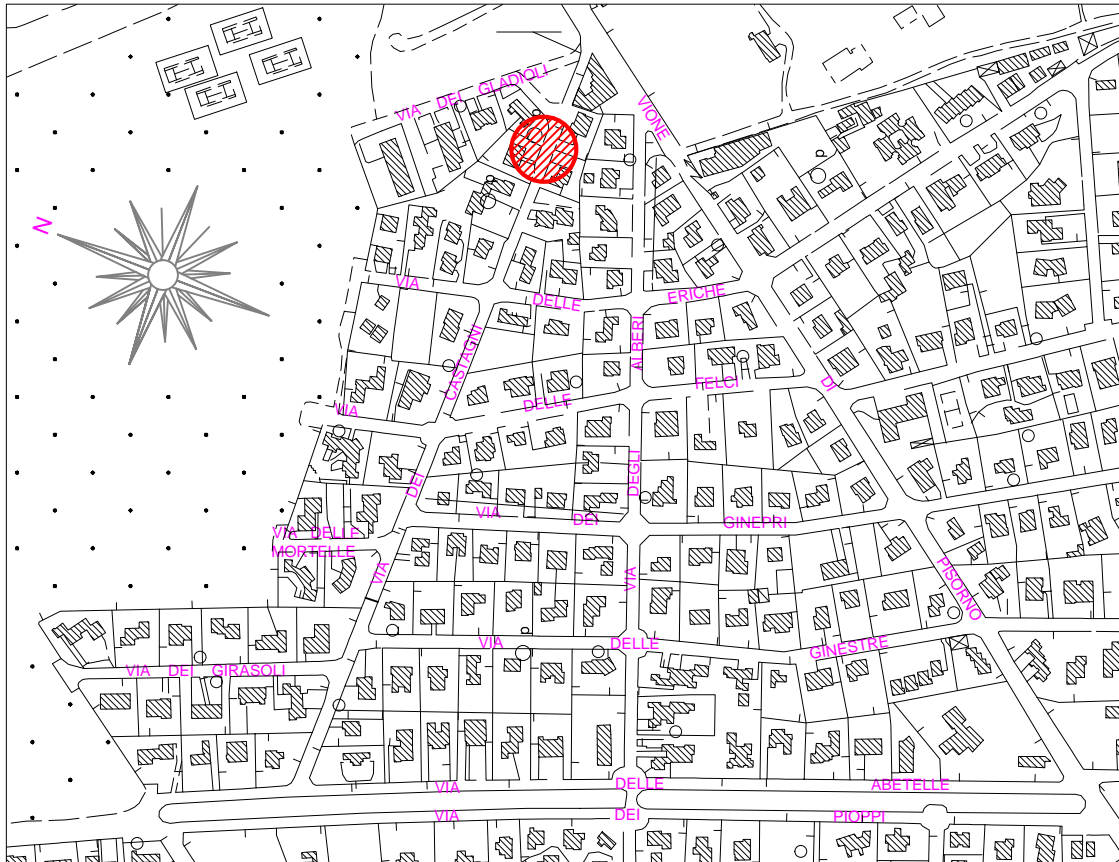 VIA DEI GLADIOLI
VIONE
N
VIA
DELLE
ERICHE
CASTAGNI
ALBERI
FELCI
DI
VIA
DELLE
DEGLI
DEI
VIA
DEI
GINEPRI
VIA DELLE
MORTELLE
VIA
VIA
PISORNO
VIA
DELLE
GINESTRE
VIA DEI GIRASOLI
VIA
DELLE
ABETELLE
VIA
DEI
PIOPPI